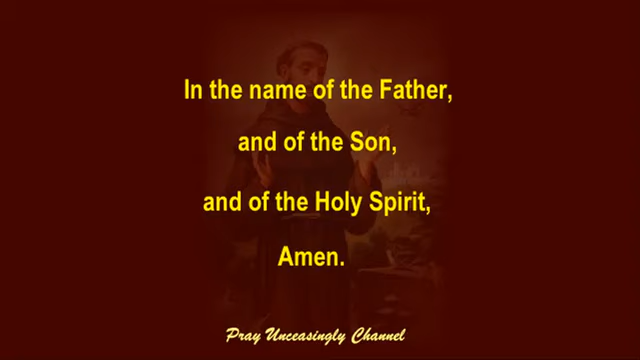 In the name of the Father,
and of the Son,
and of the Holy Spirit,
Amen.
Pray Unceasingly Channel